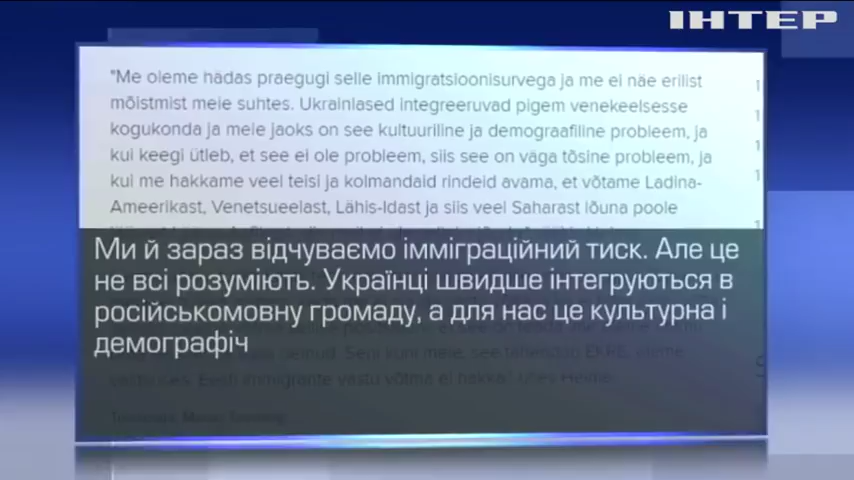 ІНТЕР
"Me oleme hädas praegugi selle immigratsioonisurvega ja me ei näe erilist
mõistmist meie suhtes. Ukrainlased integreeruvad pigem venekeelsesse
kogukonda ja meie jaoks on see kultuuriline ja demograafiline probleem, ja
kui keegi ütleb, et see ei ole probleem, siis see on väga tõsine probleem, ja
kui me hakkame veel teisi ja kolmandaid rindeid avama, et võtame Ladina-
Ameerikast, Venetsueelast, Lähis-Idast ja siis veel Saharast lõuna poole
Ми й зараз відчуваємо імміграційний тиск. Але це
не всі розуміють. Українці швидше інтегруються в
російськомовну громаду, а для нас це культурна і
демографіч